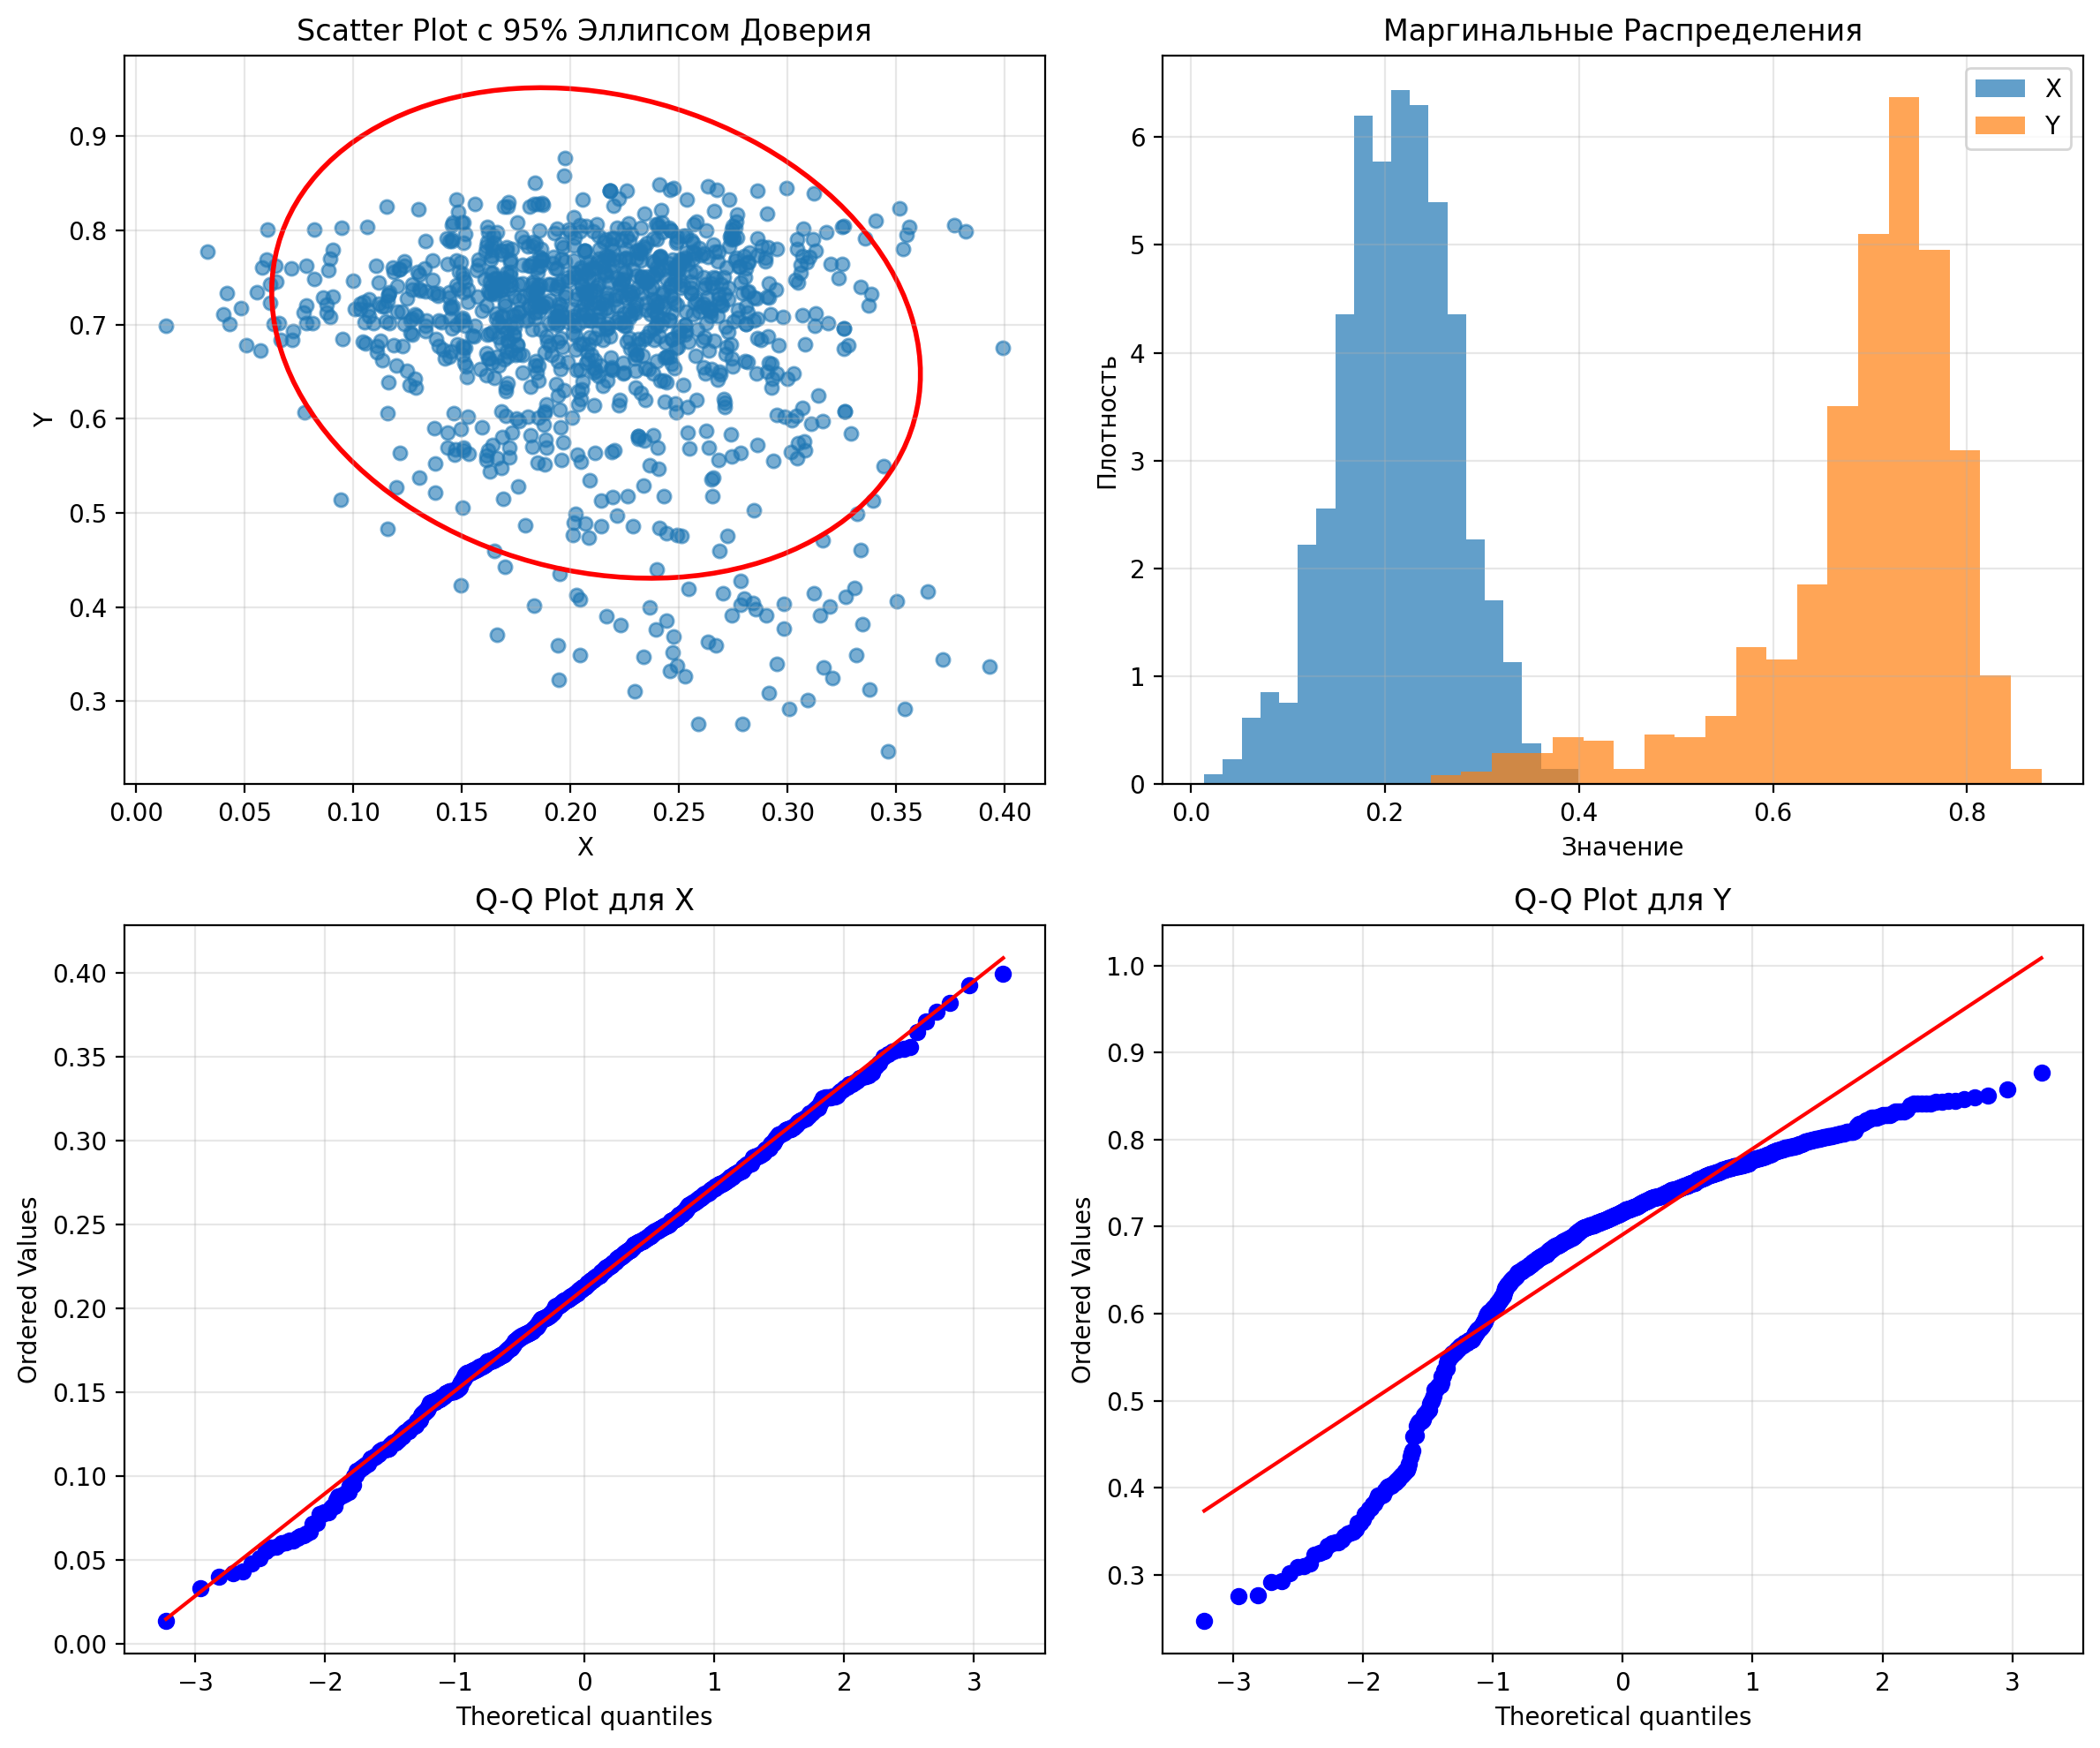 Scatter Plot с 95% Эллипсом Доверия
0.9
0.8
0.7
0.6
0.5
0.4
0.3
Y
0.00 0.05 0.10 0.15 0.20 0.25 0.30 0.35 0.40
X
Маргинальные Распределения
X
Y
6
5
4
3
2
1
0
Плотность
0.0 0.2 0.4 0.6 0.8
Значение
Q-Q Plot для X
0.40
0.35
0.30
0.25
0.20
0.15
0.10
0.05
0.00
Ordered Values
−3 −2 −1 0 1 2 3
Theoretical quantiles
Q-Q Plot для Y
1.0
0.9
0.8
0.7
0.6
0.5
0.4
0.3
Ordered Values
−3 −2 −1 0 1 2 3
Theoretical quantiles